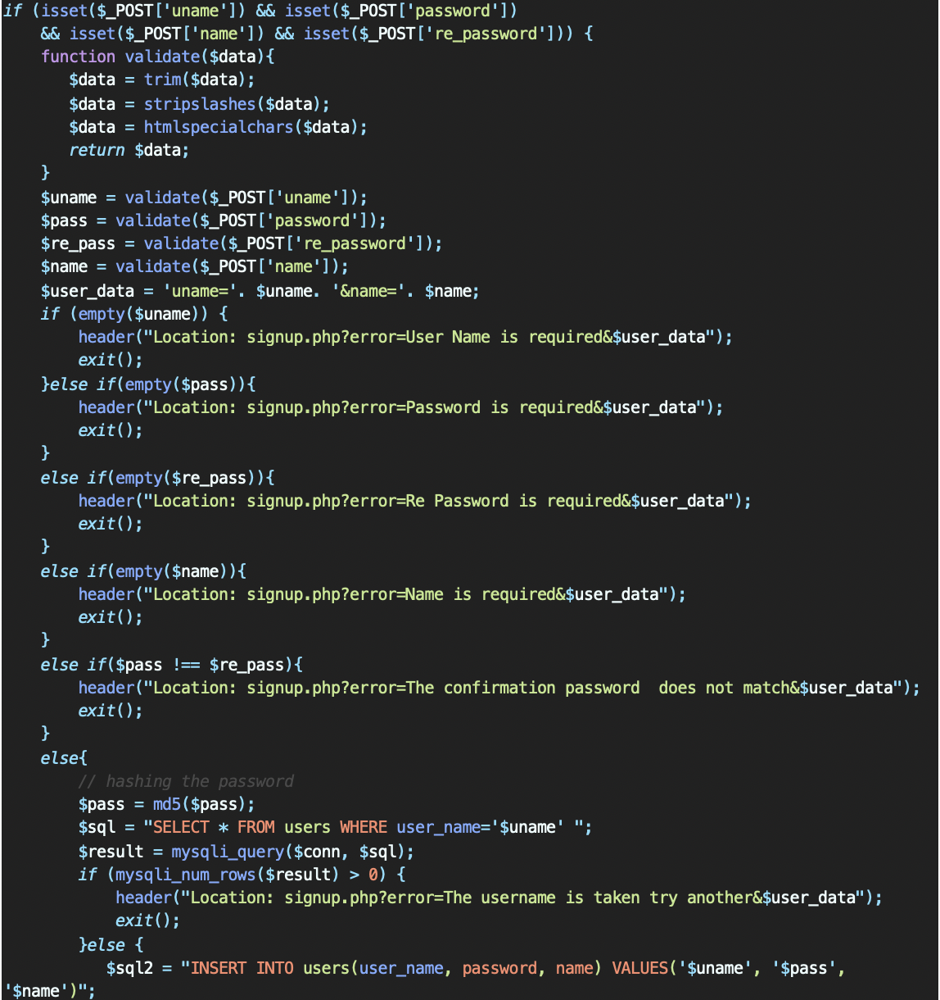 if (isset($_POST['uname']) && isset($_POST['password'])
    && isset($_POST['name']) && isset($_POST['re_password'])) {
    function validate($data){
       $data = trim($data);
       $data = stripslashes($data);
       $data = htmlspecialchars($data);
       return $data;
    }
    $uname = validate($_POST['uname']);
    $pass = validate($_POST['password']);
    $re_pass = validate($_POST['re_password']);
    $name = validate($_POST['name']);
    $user_data = 'uname='. $uname. '&name='. $name;
    if (empty($uname)) {
        header("Location: signup.php?error=User Name is required&$user_data");
        exit();
    }else if(empty($pass)){
        header("Location: signup.php?error=Password is required&$user_data");
        exit();
    }
    else if(empty($re_pass)){
        header("Location: signup.php?error=Re Password is required&$user_data");
        exit();
    }
    else if(empty($name)){
        header("Location: signup.php?error=Name is required&$user_data");
        exit();
    }
    else if($pass !== $re_pass){
        header("Location: signup.php?error=The confirmation password  does not match&$user_data");
        exit();
    }
    else{
        // hashing the password
        $pass = md5($pass);
        $sql = "SELECT * FROM users WHERE user_name='$uname' ";
        $result = mysqli_query($conn, $sql);
        if (mysqli_num_rows($result) > 0) {
            header("Location: signup.php?error=The username is taken try another&$user_data");
            exit();
        }else {
           $sql2 = "INSERT INTO users(user_name, password, name) VALUES('$uname', '$pass',
'$name')";